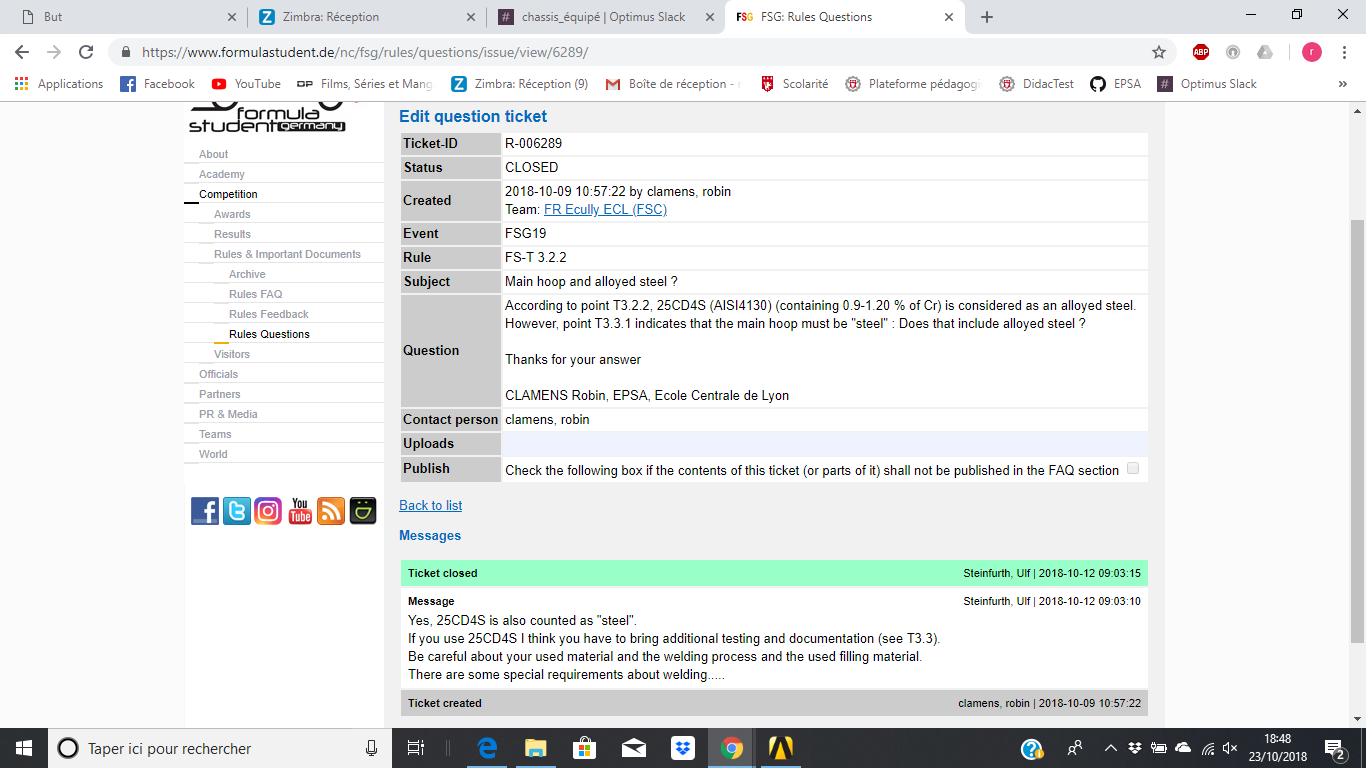 But
Zimbra: Réception
chassis_équipé | Optimus Slack
FSG FSG: Rules Questions
https://www.formulastudent.de/nc/fsg/rules/questions/issue/view/6289/
ABP
r
Applications
Facebook
YouTube
DP Films, Séries et Mang
Zimbra: Réception (9)
Boîte de réception -
Scolarité
Plateforme pédagog
DidacTest
EPSA
Optimus Slack
formula
student germany
About
Academy
Competition
Awards
Results
Rules & Important Documents
Archive
Rules FAQ
Rules Feedback
Rules Questions
Visitors
Officials
Partners
PR & Media
Teams
World
You
Tube
Edit question ticket
Ticket-ID R-006289
Status CLOSED
Created 2018-10-09 10:57:22 by clamens, robin
Team: FR Ecully ECL (FSC)
Event FSG19
Rule FS-T 3.2.2
Subject Main hoop and alloyed steel ?
Question According to point T3.2.2, 25CD4S (AISI4130) (containing 0.9-1.20 % of Cr) is considered as an alloyed steel.
However, point T3.3.1 indicates that the main hoop must be "steel" : Does that include alloyed steel ?
Thanks for your answer
CLAMENS Robin, EPSA, Ecole Centrale de Lyon
Contact person clamens, robin
Uploads
Publish Check the following box if the contents of this ticket (or parts of it) shall not be published in the FAQ section
Back to list
Messages
Ticket closed Steinfurth, Ulf | 2018-10-12 09:03:15
Message Steinfurth, Ulf | 2018-10-12 09:03:10
Yes, 25CD4S is also counted as "steel".
If you use 25CD4S I think you have to bring additional testing and documentation (see T3.3).
Be careful about your used material and the welding process and the used filling material.
There are some special requirements about welding.....
Ticket created clamens, robin | 2018-10-09 10:57:22
Taper ici pour rechercher
18:48
23/10/2018
2